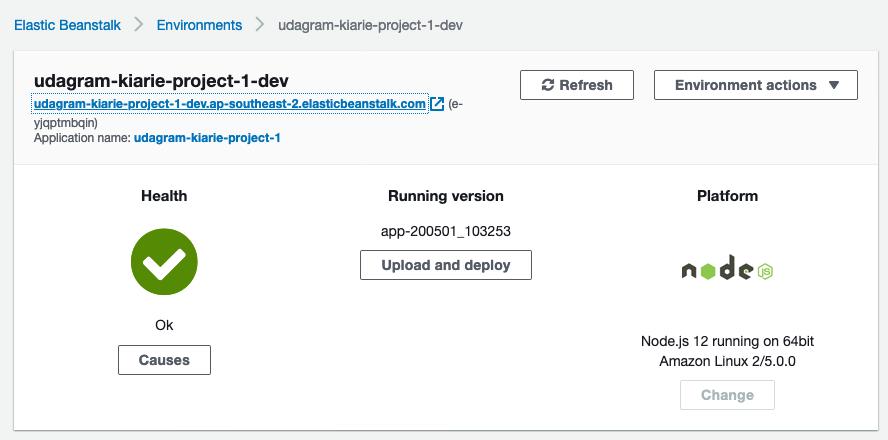 Elastic Beanstalk > Environments > udagram-kiarie-project-1-dev
udagram-kiarie-project-1-dev
Refresh
Environment actions
udagram-kiarie-project-1-dev.ap-southeast-2.elasticbeanstalk.com (e-
yjqptmbqin)
Application name: udagram-kiarie-project-1
Health
Ok
Causes
Running version
app-200501_103253
Upload and deploy
Platform
node
JS
Node.js 12 running on 64bit
Amazon Linux 2/5.0.0
Change